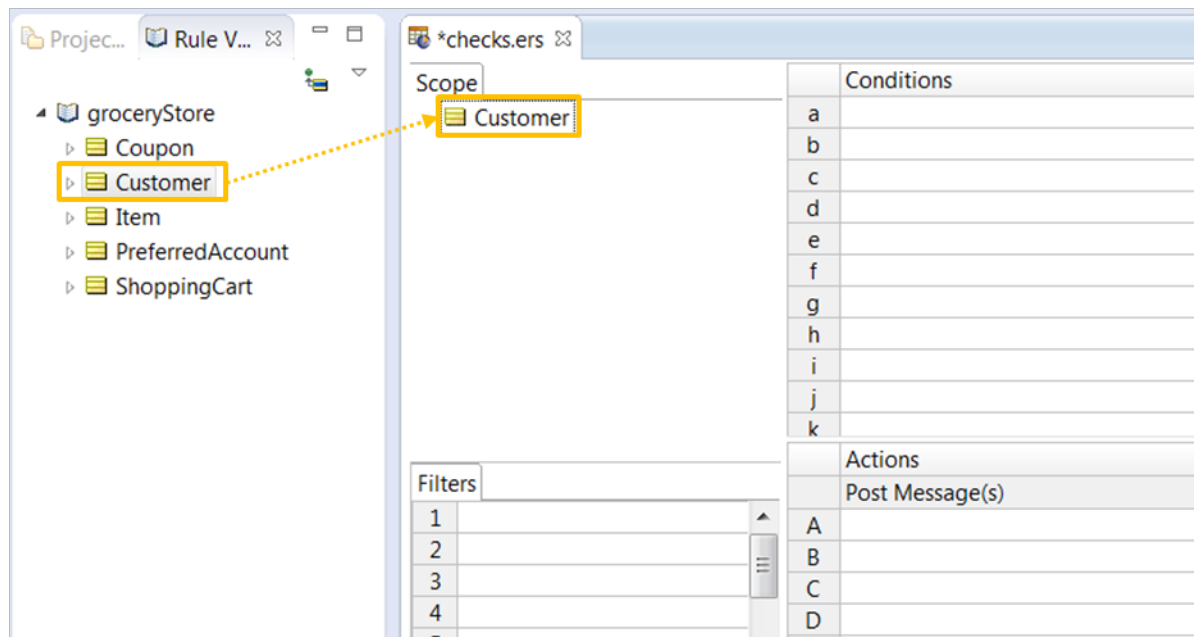 Projec...
Rule V...
groceryStore
Coupon
Customer
Item
PreferredAccount
ShoppingCart
*checks.ers
Scope
Customer
Filters
1
2
3
4
Conditions
a
b
c
d
e
f
g
h
i
j
k
Actions
Post Message(s)
A
B
C
D